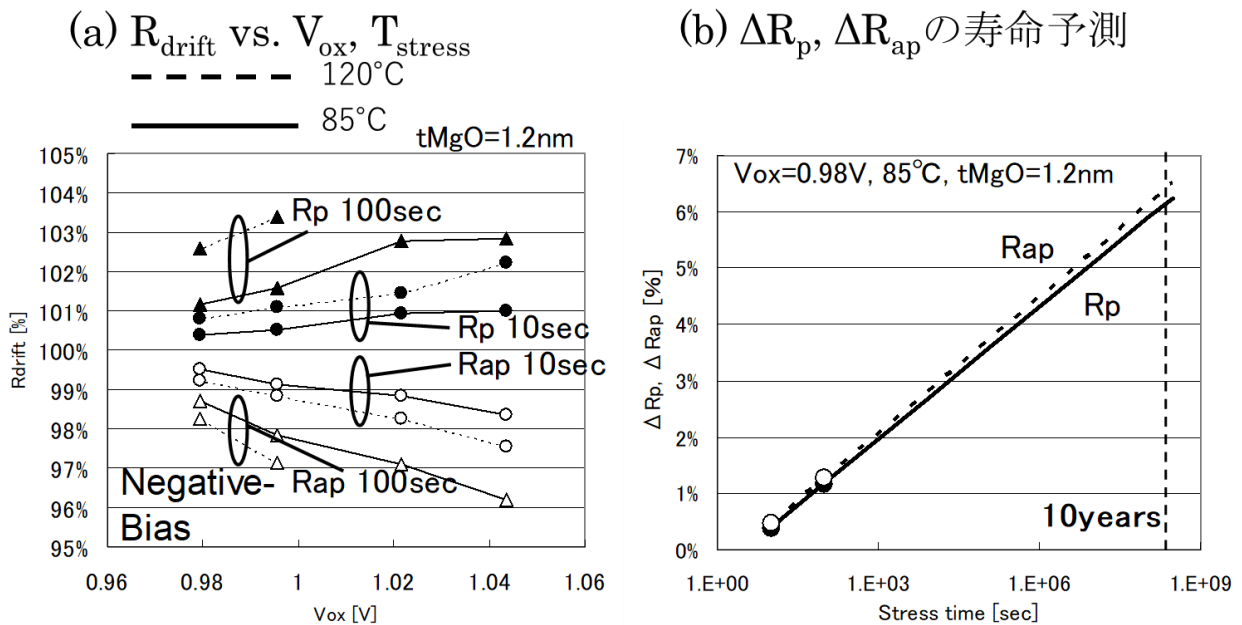 (a) Rdrift vs. Vox, Tstress
120°C
85°C
tMgO=1.2nm
105%
104%
103%
102%
101%
100%
99%
98%
97%
96%
95%
Rdrift [%]
Rp 100sec
Rp 10sec
Rap 10sec
Rap 100sec
Negative-
Bias
0.96
0.98
1
1.02
1.04
1.06
Vox [V]
(b) ΔRp, ΔRapの寿命予測
7%
6%
5%
4%
3%
2%
1%
0%
Δ Rp, Δ Rap [%]
Vox=0.98V, 85℃, tMgO=1.2nm
Rap
Rp
10years
1.E+00
1.E+03
1.E+06
1.E+09
Stress time [sec]